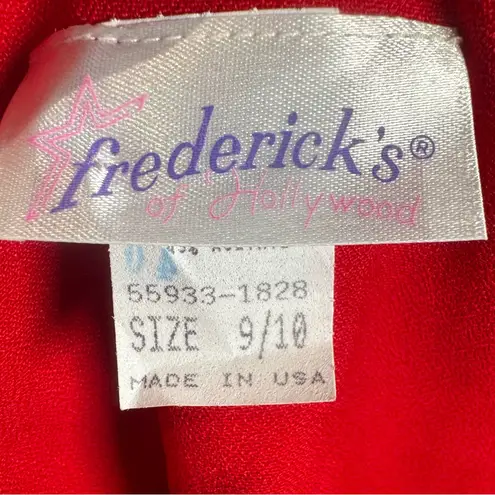 frederick's®
of Hollywood
55933-1828
SIZE 9/10
MADE IN USA